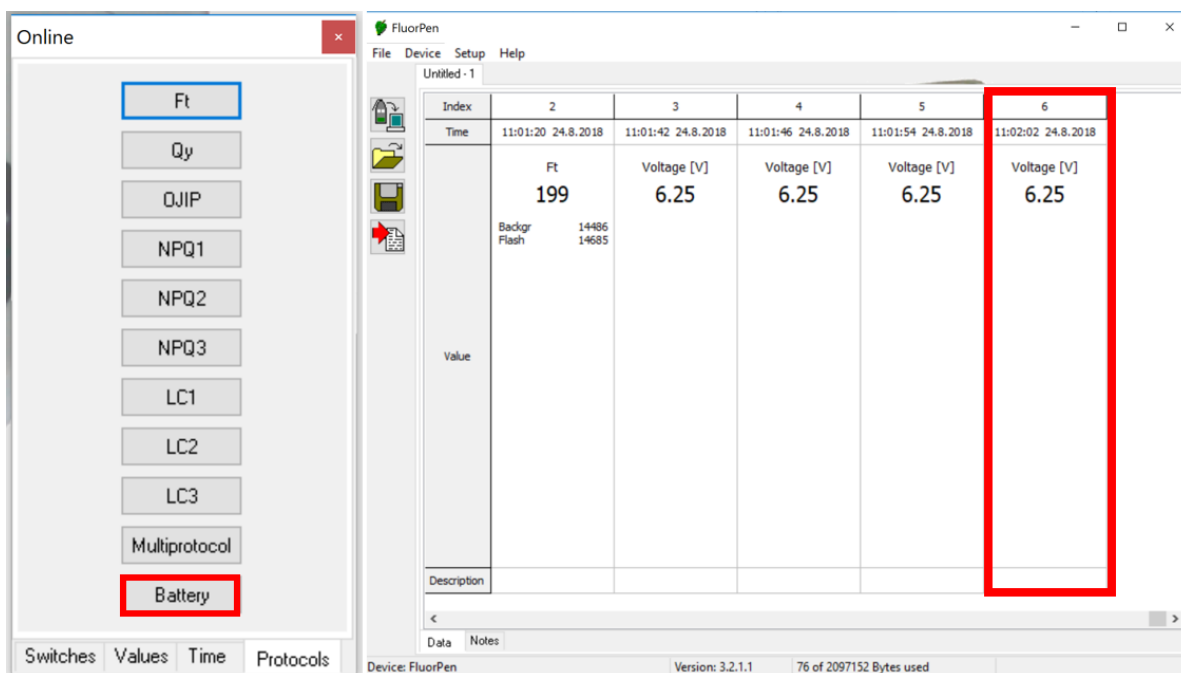 Online
Ft
Qy
OJIP
NPQ1
NPQ2
NPQ3
LC1
LC2
LC3
Multiprotocol
Battery
Switches Values Time Protocols
FluorPen
File Device Setup Help
Untitled - 1
Index 2 3 4 5 6
Time 11:01:20 24.8.2018 11:01:42 24.8.2018 11:01:46 24.8.2018 11:01:54 24.8.2018 11:02:02 24.8.2018
Ft Voltage [V] Voltage [V] Voltage [V] Voltage [V]
199 6.25 6.25 6.25 6.25
Backgr 14486
Flash 14685
Value
Description
Data Notes
Device: FluorPen Version: 3.2.1.1 76 of 2097152 Bytes used